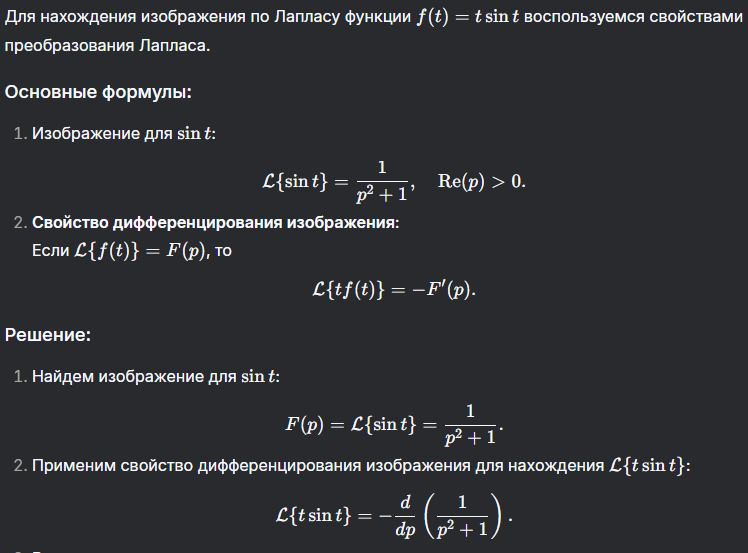 Для нахождения изображения по Лапласу функции f(t) = t sin t воспользуемся свойствами
преобразования Лапласа.
Основные формулы:
1. Изображение для sin t:
ℒ{sin t} = 1/(p² + 1), Re(p) > 0.
2. Свойство дифференцирования изображения:
Если ℒ{f(t)} = F(p), то
ℒ{tf(t)} = −F′(p).
Решение:
1. Найдем изображение для sin t:
F(p) = ℒ{sin t} = 1/(p² + 1).
2. Применим свойство дифференцирования изображения для нахождения ℒ{t sin t}:
ℒ{t sin t} = −d/dp (1/(p² + 1)).